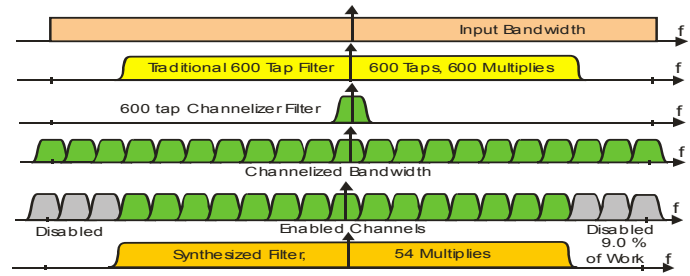 Input Bandwidth f
Traditional 600 Tap Filter 600 Taps, 600 Multiplies f
600 tap Channelizer Filter f
f
Channelized Bandwidth
f
Disabled Enabled Channels Disabled
9.0 %
of Work
Synthesized Filter, 54 Multiplies f